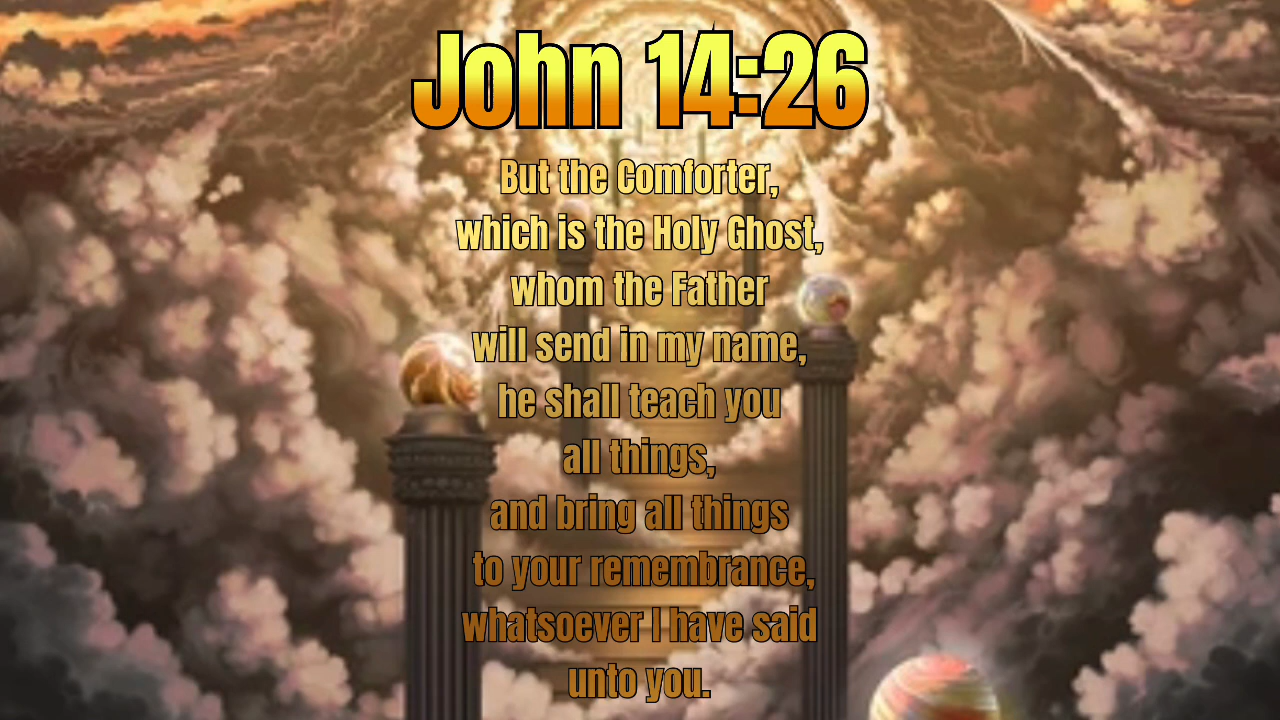 John 14:26
But the Comforter,
which is the Holy Ghost,
whom the Father
will send in my name,
he shall teach you
all things,
and bring all things
to your remembrance,
whatsoever I have said
unto you.